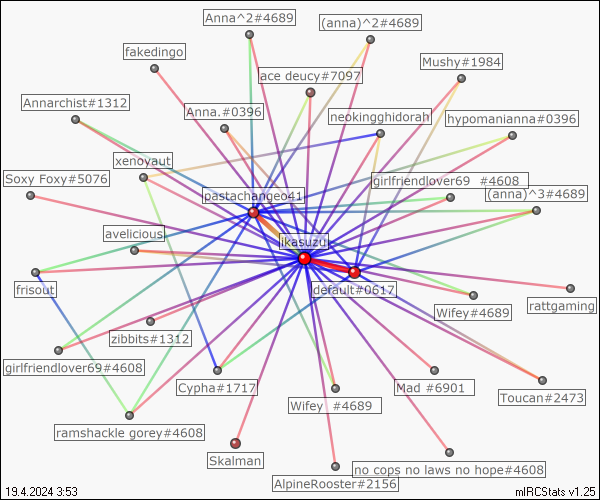 Anna^2#4689
(anna)^2#4689
fakedingo
Mushy#1984
ace deucy#7097
Annarchist#1312
Anna.#0396
neokingghidorah
hypomanianna#0396
xenoyaut
Soxy Foxy#5076
girlfriendlover69 #4608
(anna)^3#4689
pastachangeo41
avelicious
ikasuzu
frisout
default#0617
rattgaming
Wifey#4689
zibbits#1312
girlfriendlover69#4608
Cypha#1717
Mad #6901
Toucan#2473
Wifey #4689
ramshackle gorey#4608
Skalman
no cops no laws no hope#4608
AlpineRooster#2156
19.4.2024 3:53
mIRCStats v1.25